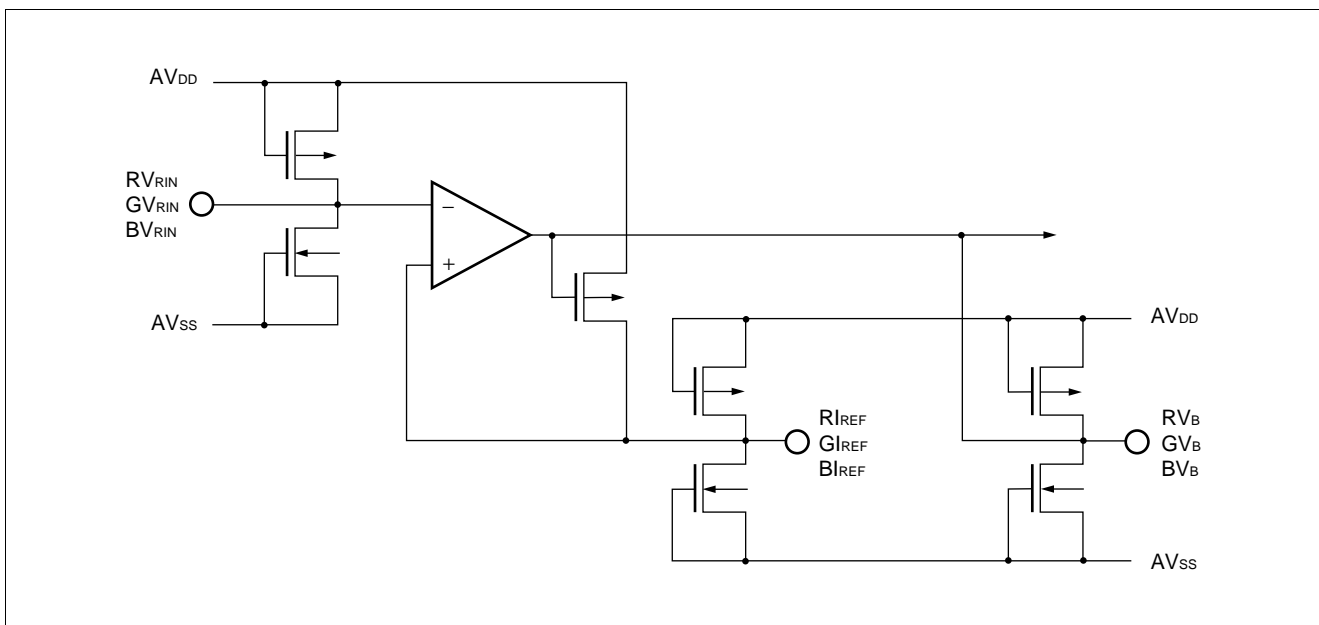 AVDD
RVRIN
GVRIN
BVRIN
−
+
AVSS
AVDD
RIREF
GIREF
BIREF
RVB
GVB
BVB
AVSS